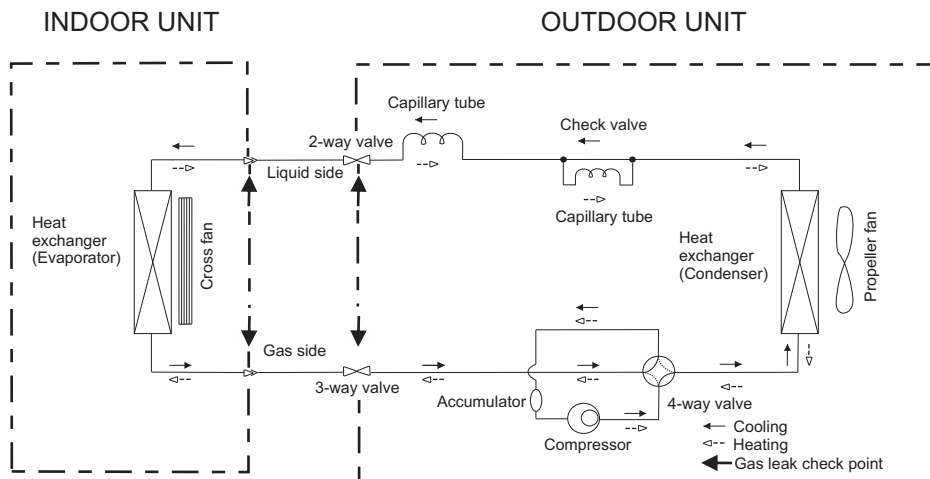 INDOOR UNIT
OUTDOOR UNIT
Capillary tube
2-way valve
Check valve
Liquid side
Capillary tube
Heat
exchanger
(Evaporator)
Cross fan
Heat
exchanger
(Condenser)
Propeller fan
Gas side
3-way valve
Accumulator
4-way valve
Compressor
Cooling
Heating
Gas leak check point